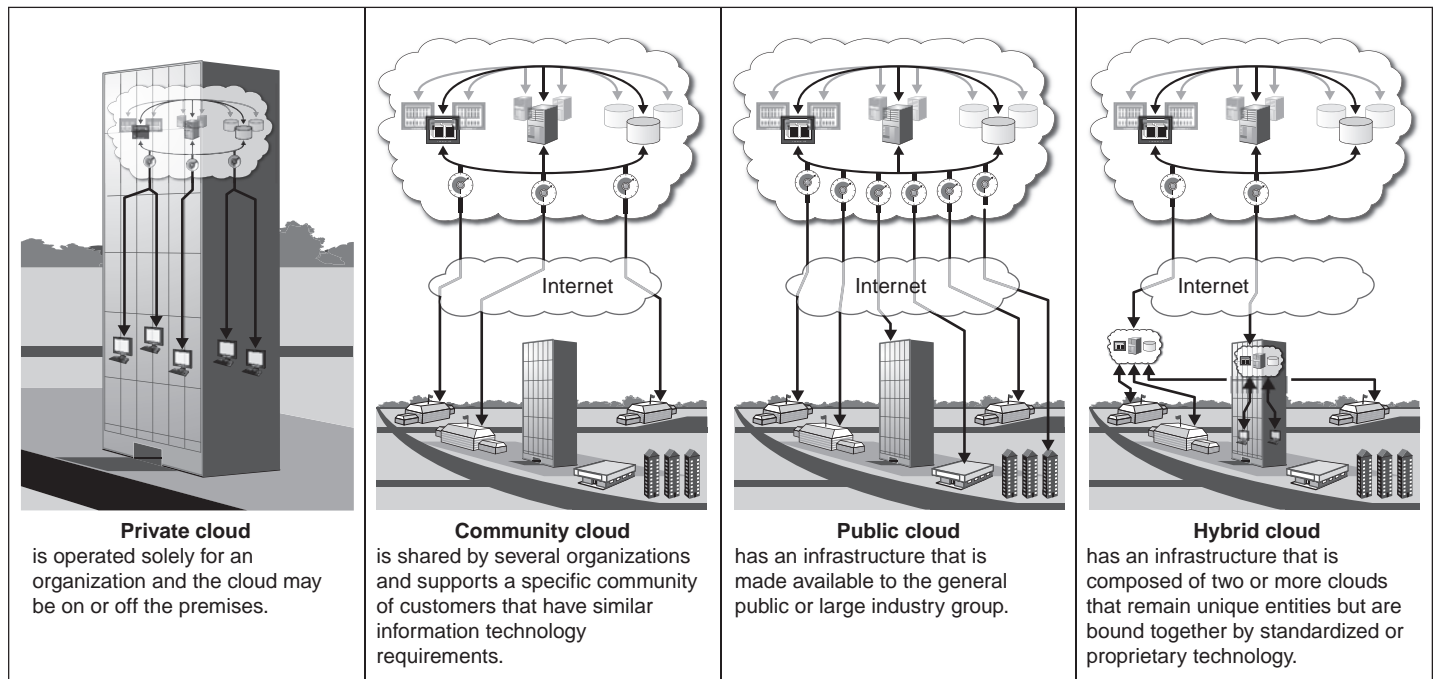 Internet
Internet
Internet
Private cloud
is operated solely for an
organization and the cloud may
be on or off the premises.
Community cloud
is shared by several organizations
and supports a specific community
of customers that have similar
information technology
requirements.
Public cloud
has an infrastructure that is
made available to the general
public or large industry group.
Hybrid cloud
has an infrastructure that is
composed of two or more clouds
that remain unique entities but are
bound together by standardized or
proprietary technology.